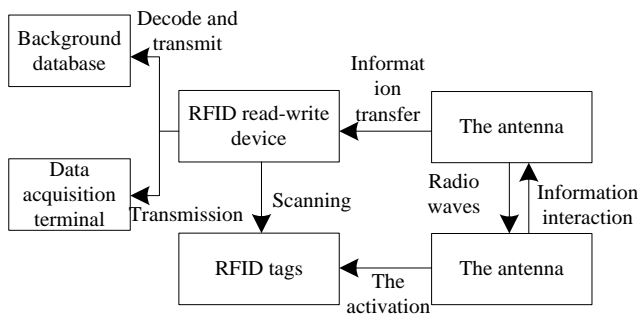 Decode and
transmit
Background
database
Informat
ion
transfer
RFID read-write
device
The antenna
Data
acquisition
terminal
Transmission
Scanning
Radio
waves
Information
interaction
RFID tags
The
activation
The antenna